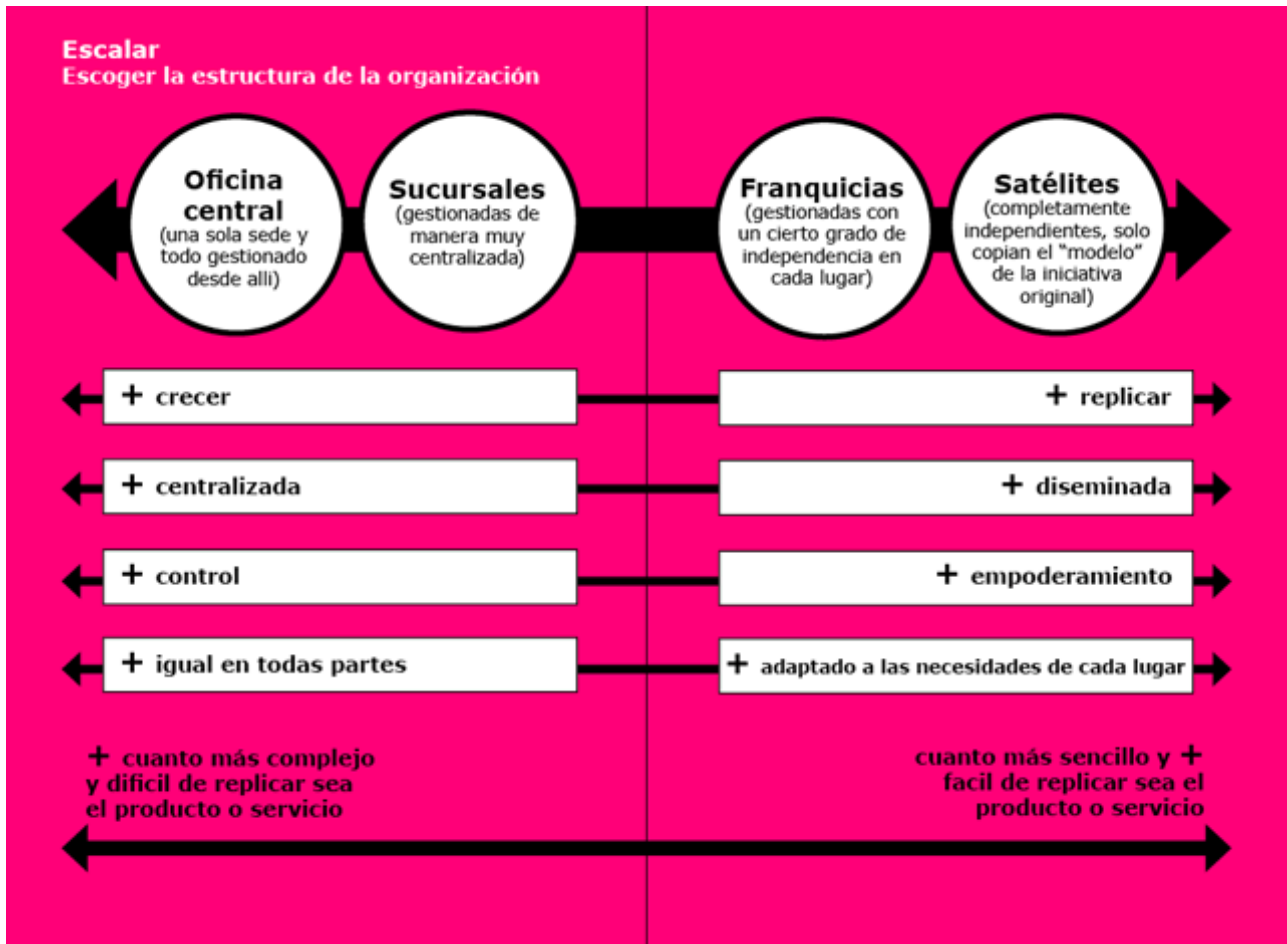 Escalar
Escoger la estructura de la organización
Oficina
central
(una sola sede y
todo gestionado
desde alli)
Sucursales
(gestionadas de
manera muy
centralizada)
Franquicias
(gestionadas con
un cierto grado de
independencia en
cada lugar)
Satélites
(completamente
independientes, solo
copian el “modelo”
de la iniciativa
original)
+ crecer
+ replicar
+ centralizada
+ diseminada
+ control
+ empoderamiento
+ igual en todas partes
+ adaptado a las necesidades de cada lugar
+ cuanto más complejo
y dificil de replicar sea
el producto o servicio
cuanto más sencillo y +
facil de replicar sea el
producto o servicio